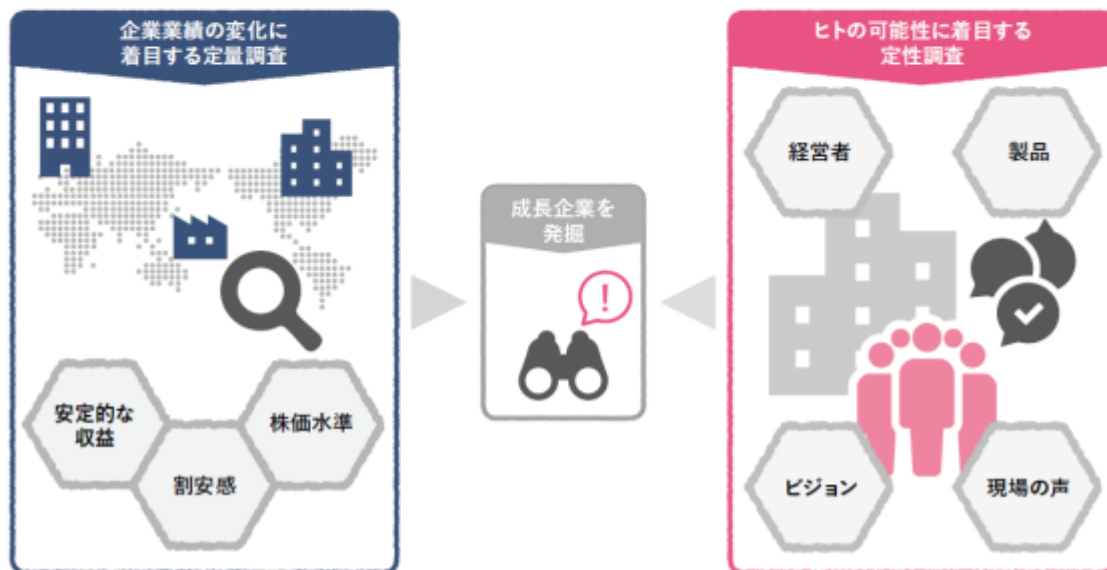 企業業績の変化に
着目する定量調査
安定的な
収益
割安感
株価水準
成長企業を
発掘
!
ヒトの可能性に着目する
定性調査
経営者
製品
ビジョン
現場の声